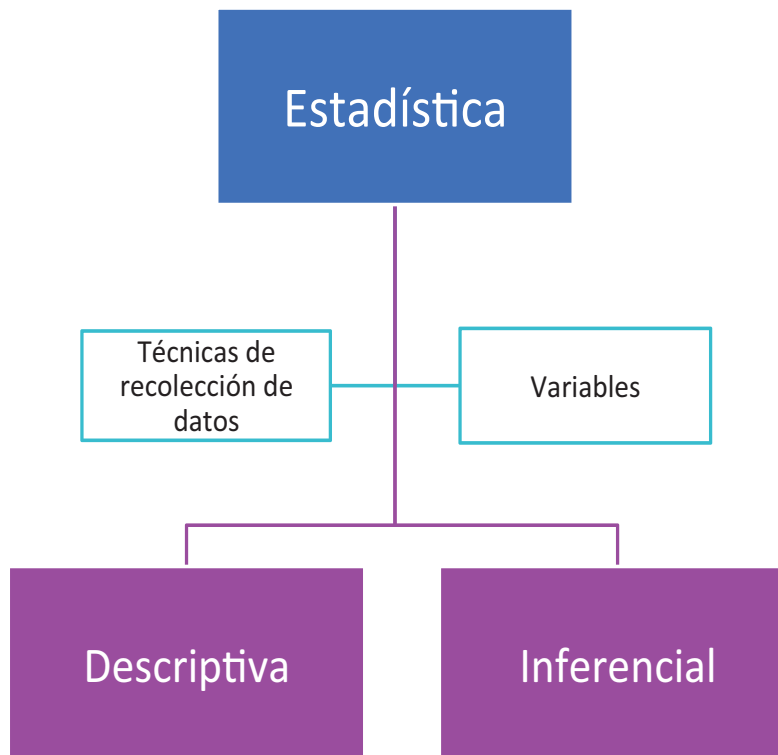 Estadística
Técnicas de
recolección de
datos
Variables
Descriptiva
Inferencial